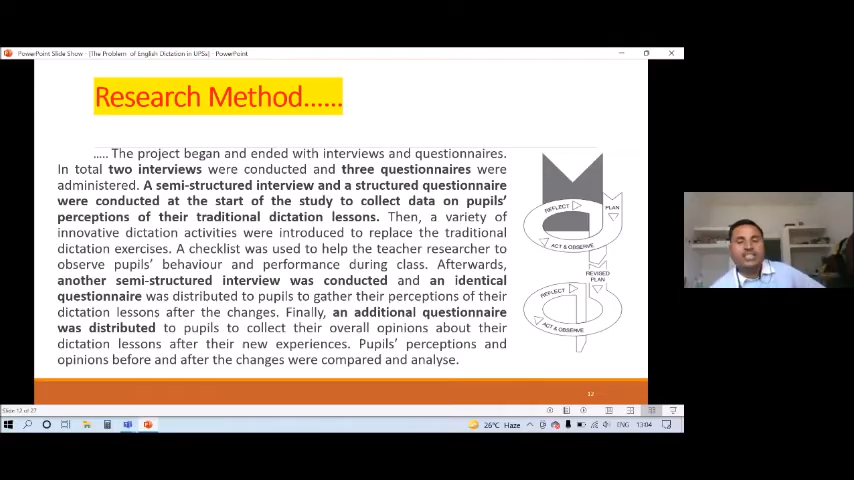 PowerPoint Slide Show - [The Problem of English Dictation in UPSs] - PowerPoint
Research Method......
..... The project began and ended with interviews and questionnaires.
In total two interviews were conducted and three questionnaires were
administered. A semi-structured interview and a structured questionnaire
were conducted at the start of the study to collect data on pupils'
perceptions of their traditional dictation lessons. Then, a variety of
innovative dictation activities were introduced to replace the traditional
dictation exercises. A checklist was used to help the teacher researcher to
observe pupils' behaviour and performance during class. Afterwards,
another semi-structured interview was conducted and an identical
questionnaire was distributed to pupils to gather their perceptions of their
dictation lessons after the changes. Finally, an additional questionnaire
was distributed to pupils to collect their overall opinions about their
dictation lessons after their new experiences. Pupils' perceptions and
opinions before and after the changes were compared and analyse.
REFLECT
PLAN
ACT & OBSERVE
REVISED
PLAN
REFLECT
ACT & OBSERVE
12
Slide 12 of 27
26°C Haze
ENG
13:04